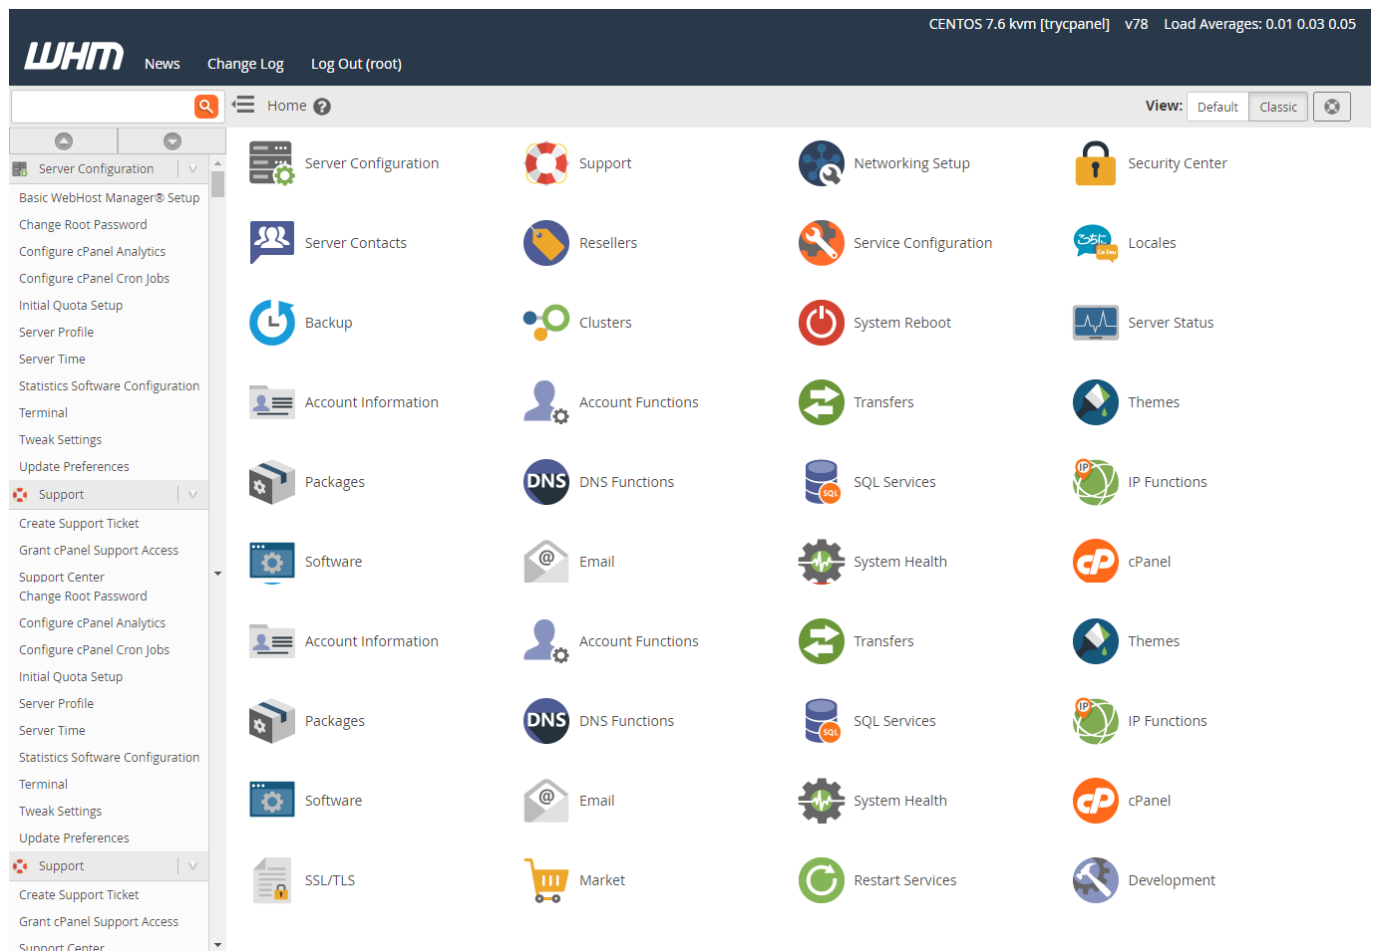 CENTOS 7.6 kvm [trycpanel] v78 Load Averages: 0.01 0.03 0.05
WHM News Change Log Log Out (root)
Home ? View: Default Classic
Server Configuration
Basic WebHost Manager® Setup
Change Root Password
Configure cPanel Analytics
Configure cPanel Cron Jobs
Initial Quota Setup
Server Profile
Server Time
Statistics Software Configuration
Terminal
Tweak Settings
Update Preferences
Support
Create Support Ticket
Grant cPanel Support Access
Support Center
Change Root Password
Configure cPanel Analytics
Configure cPanel Cron Jobs
Initial Quota Setup
Server Profile
Server Time
Statistics Software Configuration
Terminal
Tweak Settings
Update Preferences
Support
Create Support Ticket
Grant cPanel Support Access
Support Center
Server Configuration Support Networking Setup Security Center
Server Contacts Resellers Service Configuration Locales
Backup Clusters System Reboot Server Status
Account Information Account Functions Transfers Themes
Packages DNS DNS Functions SQL SQL Services IP IP Functions
Software @ Email System Health cP cPanel
Account Information Account Functions Transfers Themes
Packages DNS DNS Functions SQL SQL Services IP IP Functions
Software @ Email System Health cP cPanel
SSL/TLS Market Restart Services Development